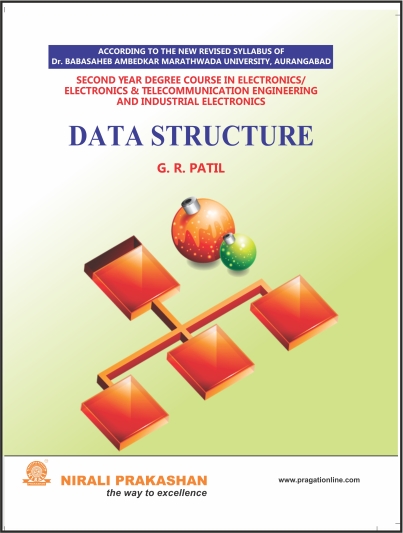 ACCORDING TO THE NEW REVISED SYLLABUS OF
Dr. BABASAHEB AMBEDKAR MARATHWADA UNIVERSITY, AURANGABAD
SECOND YEAR DEGREE COURSE IN ELECTRONICS/
ELECTRONICS & TELECOMMUNICATION ENGINEERING
AND INDUSTRIAL ELECTRONICS
DATA STRUCTURE
G. R. PATIL
NIRALI PRAKASHAN
the way to excellence
www.pragationline.com